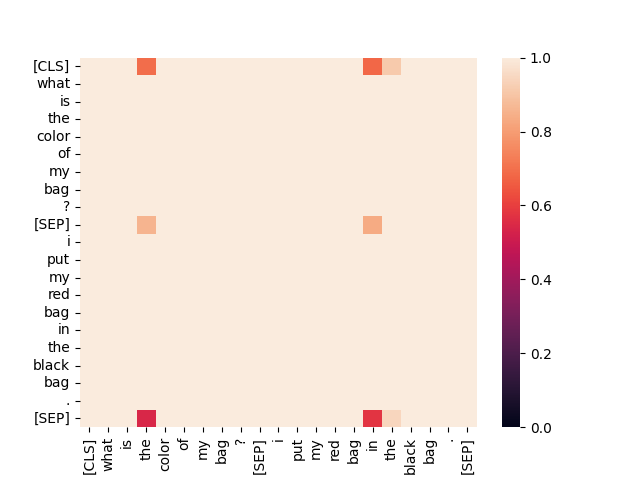 [CLS]
what
is
the
color
of
my
bag
?
[SEP]
i
put
my
red
bag
in
the
black
bag
.
[SEP]
[CLS]
what
is
the
color
of
my
bag
?
[SEP]
i
put
my
red
bag
in
the
black
bag
.
[SEP]
1.0
0.8
0.6
0.4
0.2
0.0